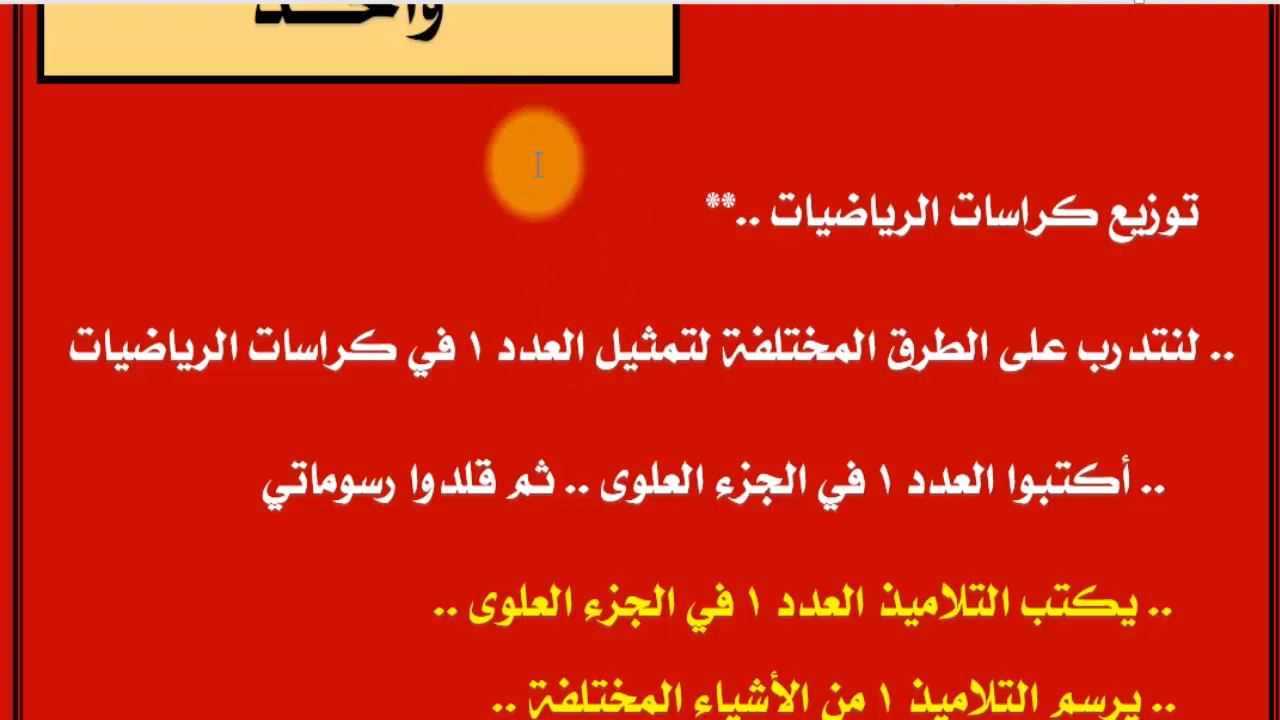 واحد
توزيع كراسات الرياضيات ..**
.. لنتدرب على الطرق المختلفة لتمثيل العدد ١ في كراسات الرياضيات
.. أكتبوا العدد ١ في الجزء العلوى .. ثم قلدوا رسوماتي
.. يكتب التلاميذ العدد ١ في الجزء العلوى ..
.. يرسم التلاميذ ١ من الأشياء المختلفة ..